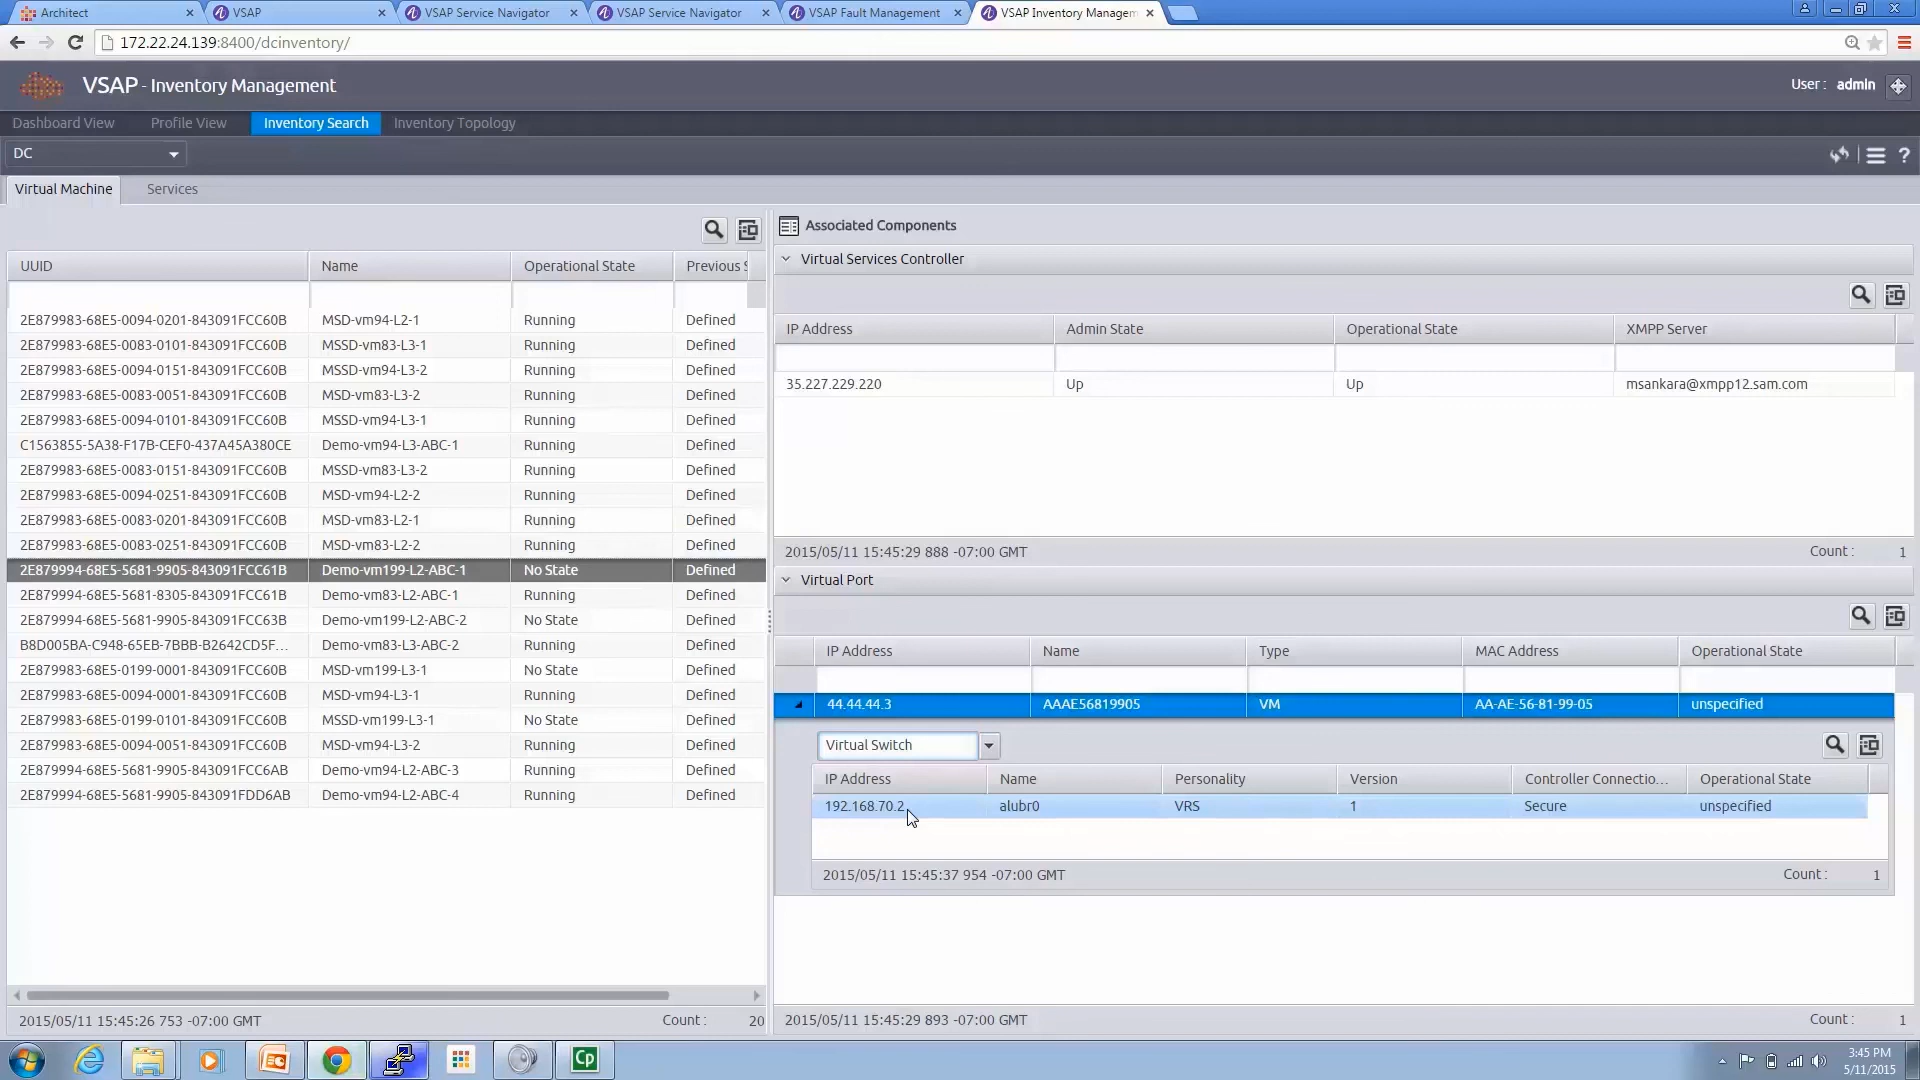 Architect × VSAP × VSAP Service Navigator × VSAP Service Navigator × VSAP Fault Management × VSAP Inventory Managem ×
172.22.24.139:8400/dcinventory/
VSAP - Inventory Management User : admin
Dashboard View Profile View Inventory Search Inventory Topology
DC ?
Virtual Machine Services
Associated Components
Virtual Services Controller
UUID Name Operational State Previous S
2E879983-68E5-0094-0201-843091FCC60B MSD-vm94-L2-1 Running Defined
2E879983-68E5-0083-0101-843091FCC60B MSSD-vm83-L3-1 Running Defined
2E879983-68E5-0094-0151-843091FCC60B MSSD-vm94-L3-2 Running Defined
2E879983-68E5-0083-0051-843091FCC60B MSD-vm83-L3-2 Running Defined
2E879983-68E5-0094-0101-843091FCC60B MSSD-vm94-L3-1 Running Defined
C1563855-5A38-F17B-CEF0-437A45A380CE Demo-vm94-L3-ABC-1 Running Defined
2E879983-68E5-0083-0151-843091FCC60B MSSD-vm83-L3-2 Running Defined
2E879983-68E5-0094-0251-843091FCC60B MSD-vm94-L2-2 Running Defined
2E879983-68E5-0083-0201-843091FCC60B MSD-vm83-L2-1 Running Defined
2E879983-68E5-0083-0251-843091FCC60B MSD-vm83-L2-2 Running Defined
2E879994-68E5-5681-9905-843091FCC61B Demo-vm199-L2-ABC-1 No State Defined
2E879994-68E5-5681-8305-843091FCC61B Demo-vm83-L2-ABC-1 Running Defined
2E879994-68E5-5681-9905-843091FCC63B Demo-vm199-L2-ABC-2 No State Defined
B8D005BA-C948-65EB-7BBB-B2642CD5F... Demo-vm83-L3-ABC-2 Running Defined
2E879983-68E5-0199-0001-843091FCC60B MSD-vm199-L3-1 No State Defined
2E879983-68E5-0094-0001-843091FCC60B MSD-vm94-L3-1 Running Defined
2E879983-68E5-0199-0101-843091FCC60B MSSD-vm199-L3-1 No State Defined
2E879983-68E5-0094-0051-843091FCC60B MSD-vm94-L3-2 Running Defined
2E879994-68E5-5681-9905-843091FCC6AB Demo-vm94-L2-ABC-3 Running Defined
2E879994-68E5-5681-9905-843091FDD6AB Demo-vm94-L2-ABC-4 Running Defined
2015/05/11 15:45:26 753 -07:00 GMT Count : 20
IP Address Admin State Operational State XMPP Server
35.227.229.220 Up Up msankara@xmpp12.sam.com
2015/05/11 15:45:29 888 -07:00 GMT Count : 1
Virtual Port
IP Address Name Type MAC Address Operational State
44.44.44.3 AAAE56819905 VM AA-AE-56-81-99-05 unspecified
Virtual Switch
IP Address Name Personality Version Controller Connectio... Operational State
192.168.70.2 alubr0 VRS 1 Secure unspecified
2015/05/11 15:45:37 954 -07:00 GMT Count : 1
2015/05/11 15:45:29 893 -07:00 GMT Count : 1
Cp
3:45 PM
5/11/2015